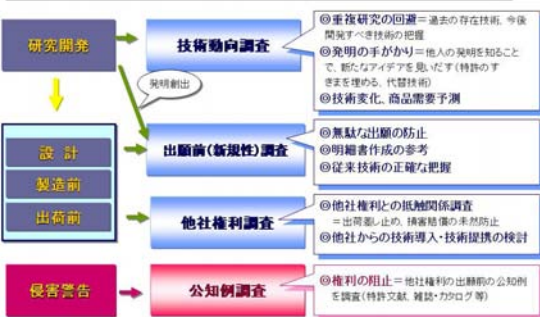 研究開発
技術動向調査
◎重複研究の回避=過去の存在技術、今後
開発すべき技術の把握
◎発明の手がかり=他人の発明を知ること
で、新たなアイデアを見いだす(特許のす
きまを埋める、代替技術)
◎技術変化、商品需要予測
発明創出
設 計
製造前
出荷前
出願前(新規性)調査
◎無駄な出願の防止
◎明細書作成の参考
◎従来技術の正確な把握
他社権利調査
◎他社権利との抵触関係調査
=出荷差し止め、損害賠償の未然防止
◎他社からの技術導入・技術提携の検討
侵害警告
公知例調査
◎権利の阻止=他社権利の出願前の公知例
を調査(特許文献、雑誌・カタログ等)